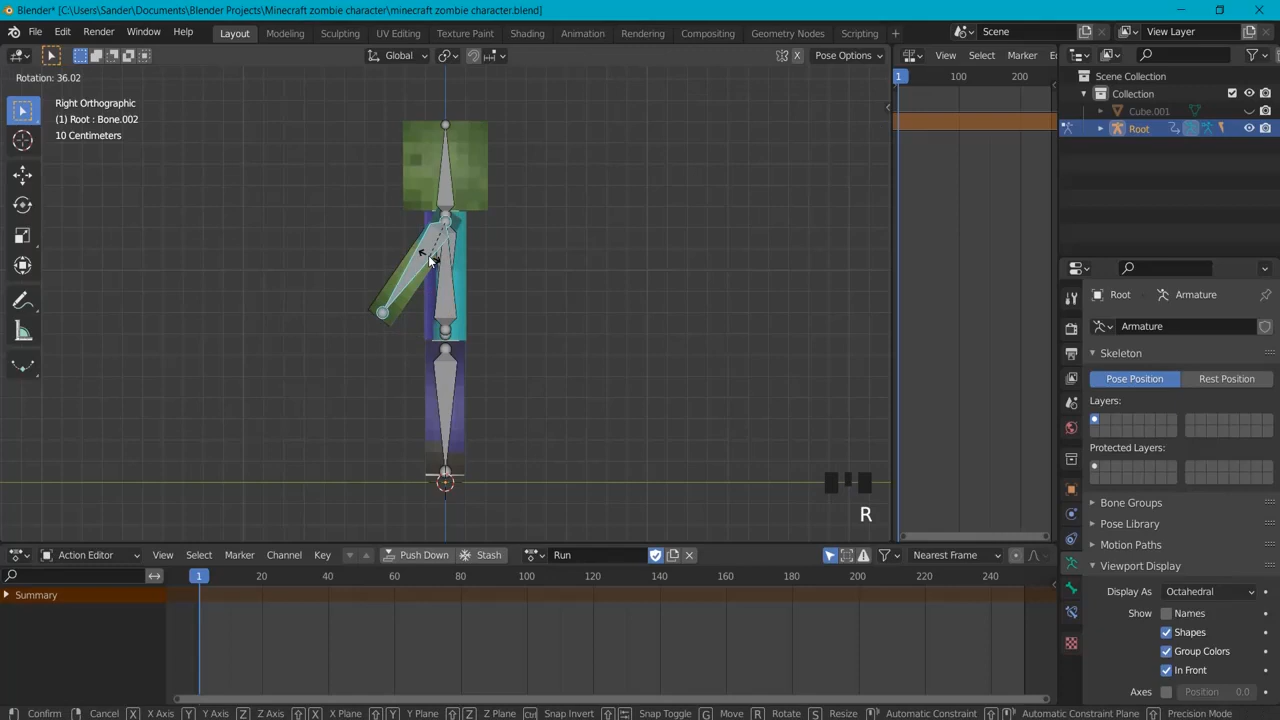 Blender* [C:\Users\Sander\Documents\Blender Projects\Minecraft zombie character\minecraft zombie character.blend]
File Edit Render Window Help Layout Modeling Sculpting UV Editing Texture Paint Shading Animation Rendering Compositing Geometry Nodes Scripting + Scene View Layer
Global Pose Options View Select Marker
Rotation: 36.02
1 100 200
Scene Collection
Collection
Cube.001
Root
Right Orthographic
(1) Root : Bone.002
10 Centimeters
Root Armature
Armature
Skeleton
Pose Position Rest Position
Layers:
Protected Layers:
Bone Groups
Pose Library
Motion Paths
Viewport Display
Display As Octahedral
Show Names
Shapes
Group Colors
In Front
Axes Position 0.0
R
Action Editor View Select Marker Channel Key Push Down Stash Run Nearest Frame
1 20 40 60 80 100 120 140 160 180 200 220 240
Summary
Confirm Cancel X X Axis Y Y Axis Z Z Axis X X Plane Y Y Plane Z Z Plane Ctrl Snap Invert Snap Toggle G Move R Rotate S Resize Automatic Constraint Automatic Constraint Plane Precision Mode